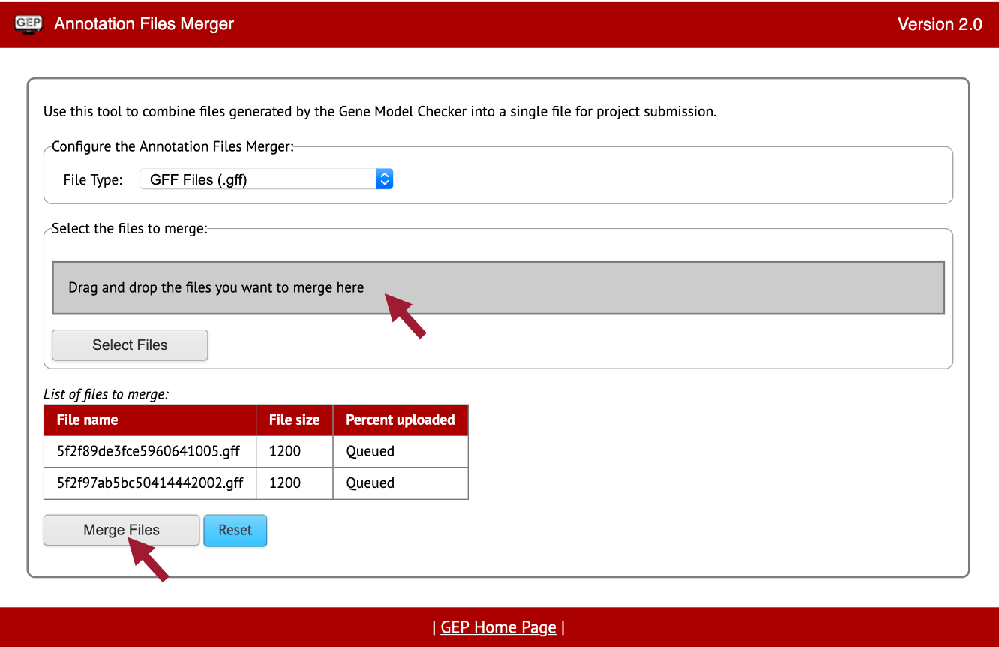 GEP Annotation Files Merger Version 2.0
Use this tool to combine files generated by the Gene Model Checker into a single file for project submission.
Configure the Annotation Files Merger:
File Type: GFF Files (.gff)
Select the files to merge:
Drag and drop the files you want to merge here
Select Files
List of files to merge:
File name File size Percent uploaded
5f2f89de3fce5960641005.gff 1200 Queued
5f2f97ab5bc50414442002.gff 1200 Queued
Merge Files Reset
| GEP Home Page |